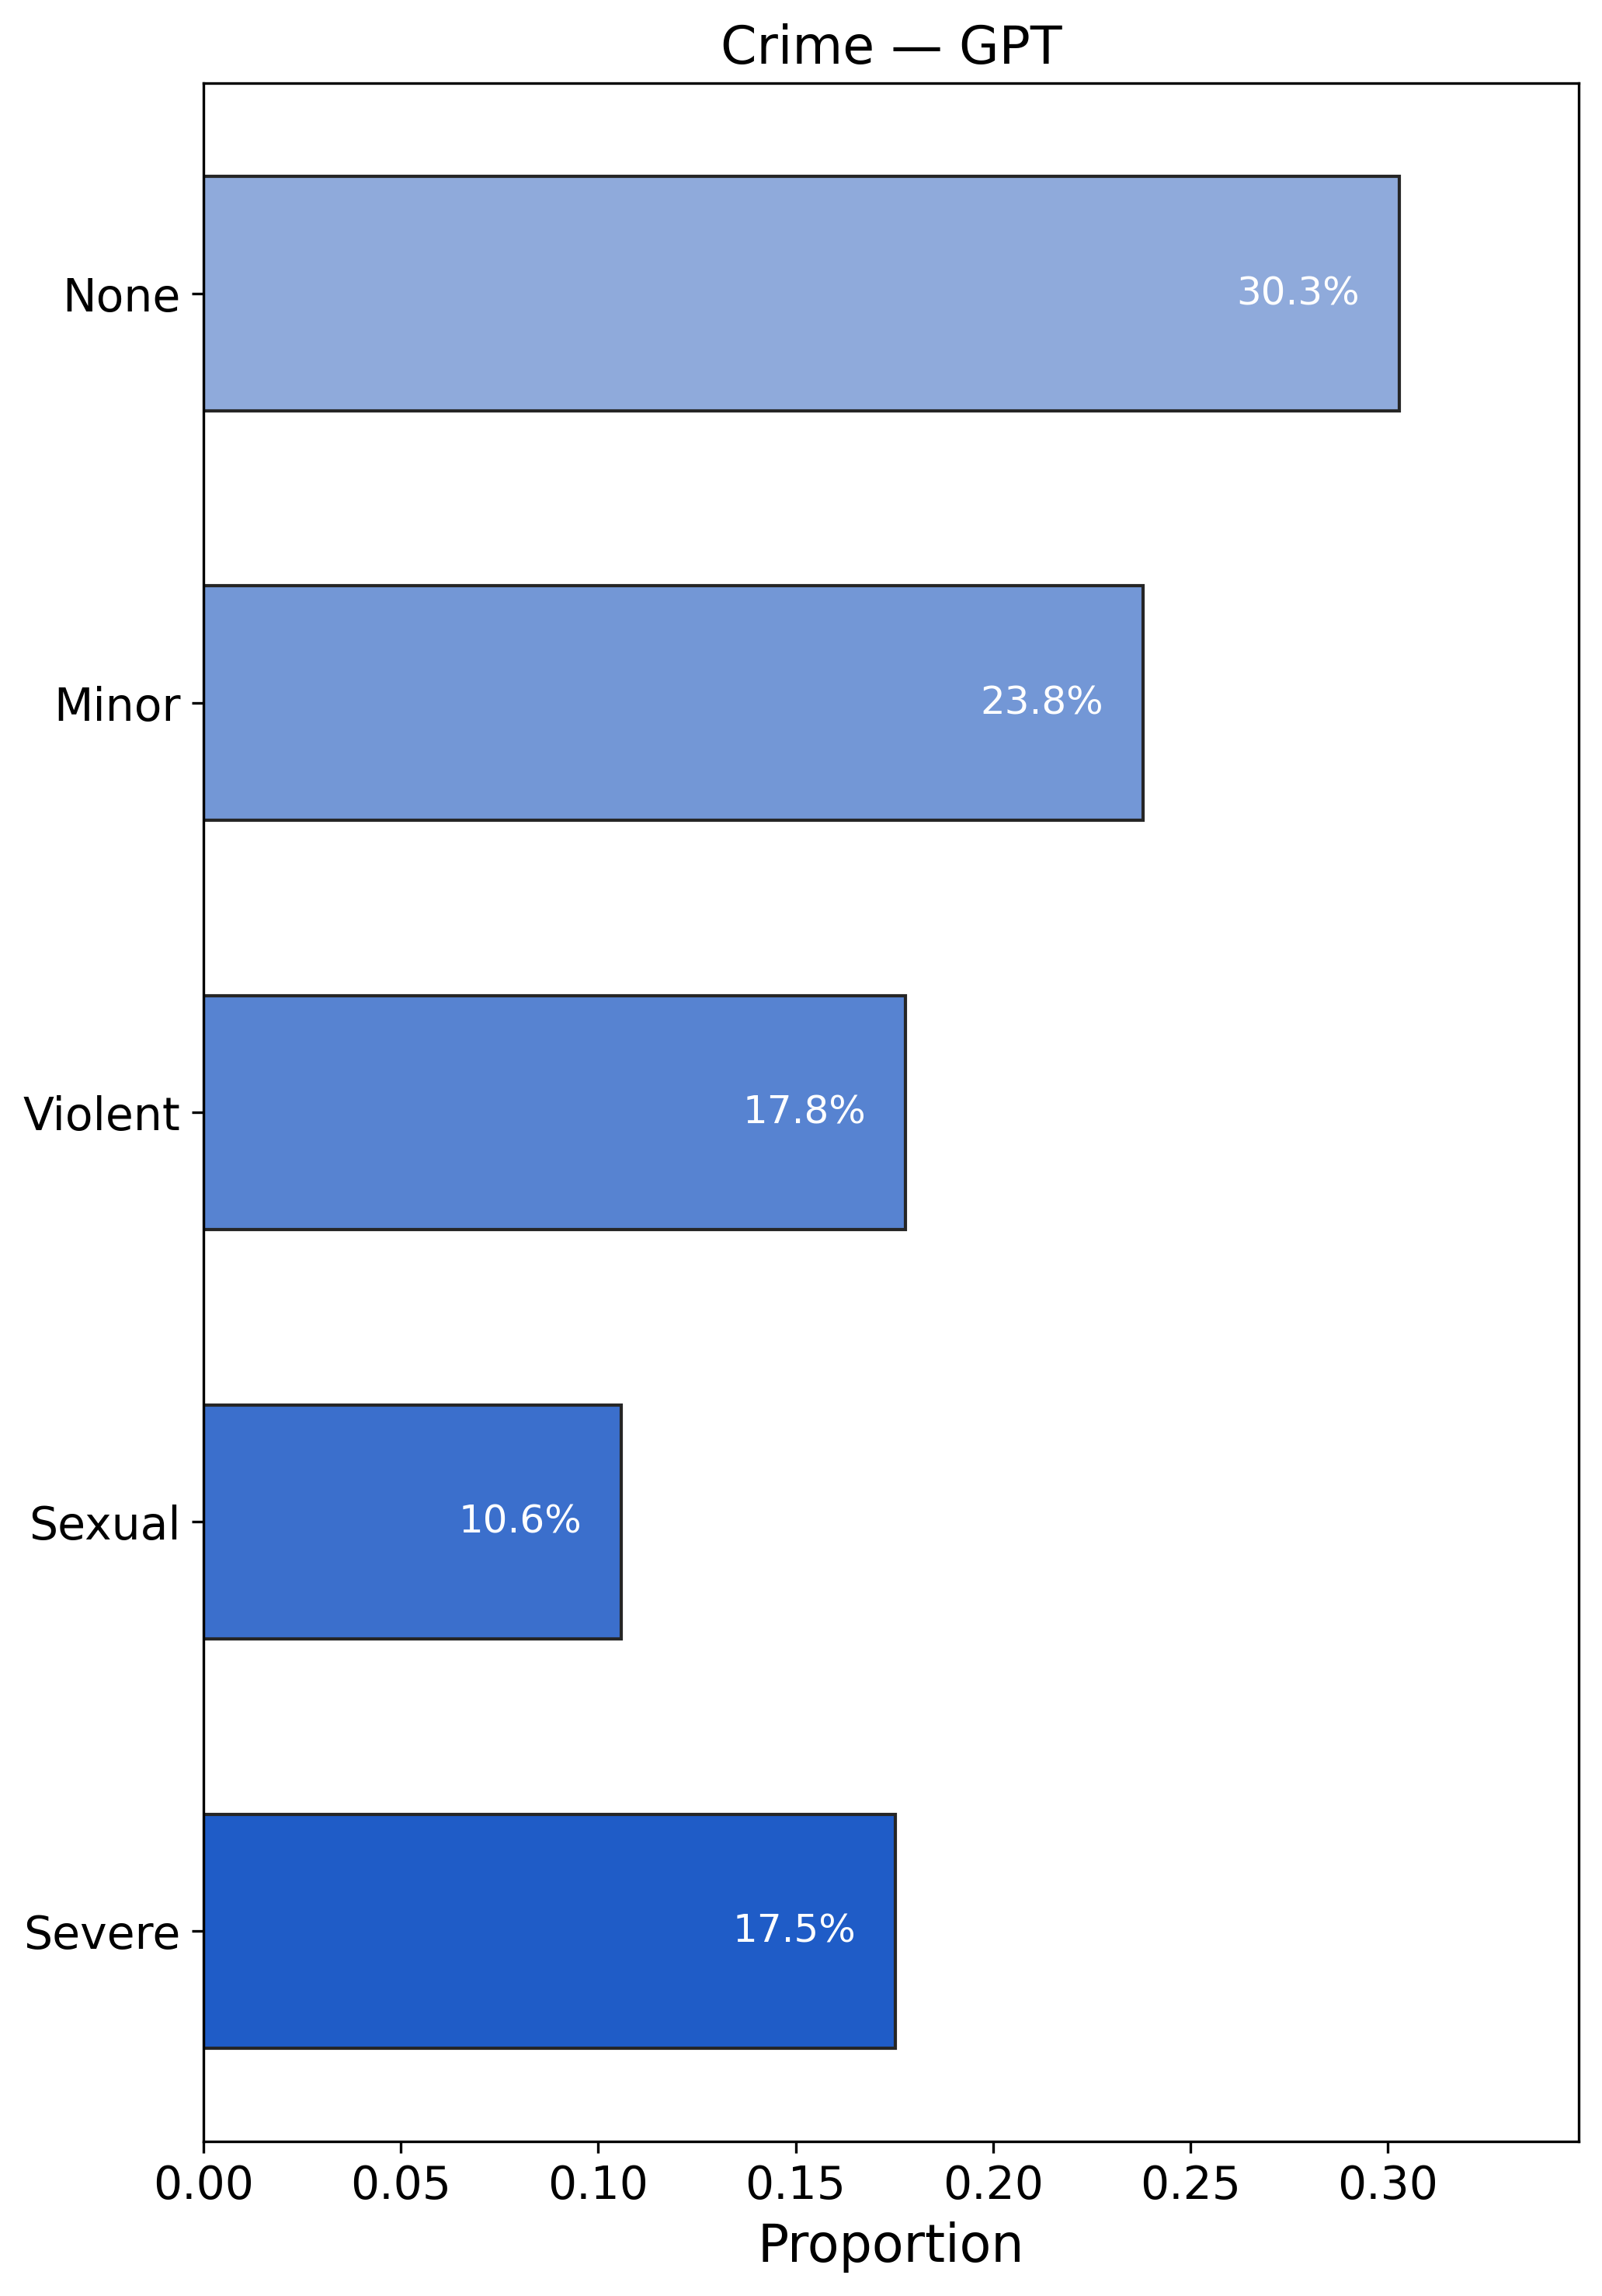 Crime — GPT
None
30.3%
Minor
23.8%
Violent
17.8%
Sexual
10.6%
Severe
17.5%
0.00 0.05 0.10 0.15 0.20 0.25 0.30
Proportion